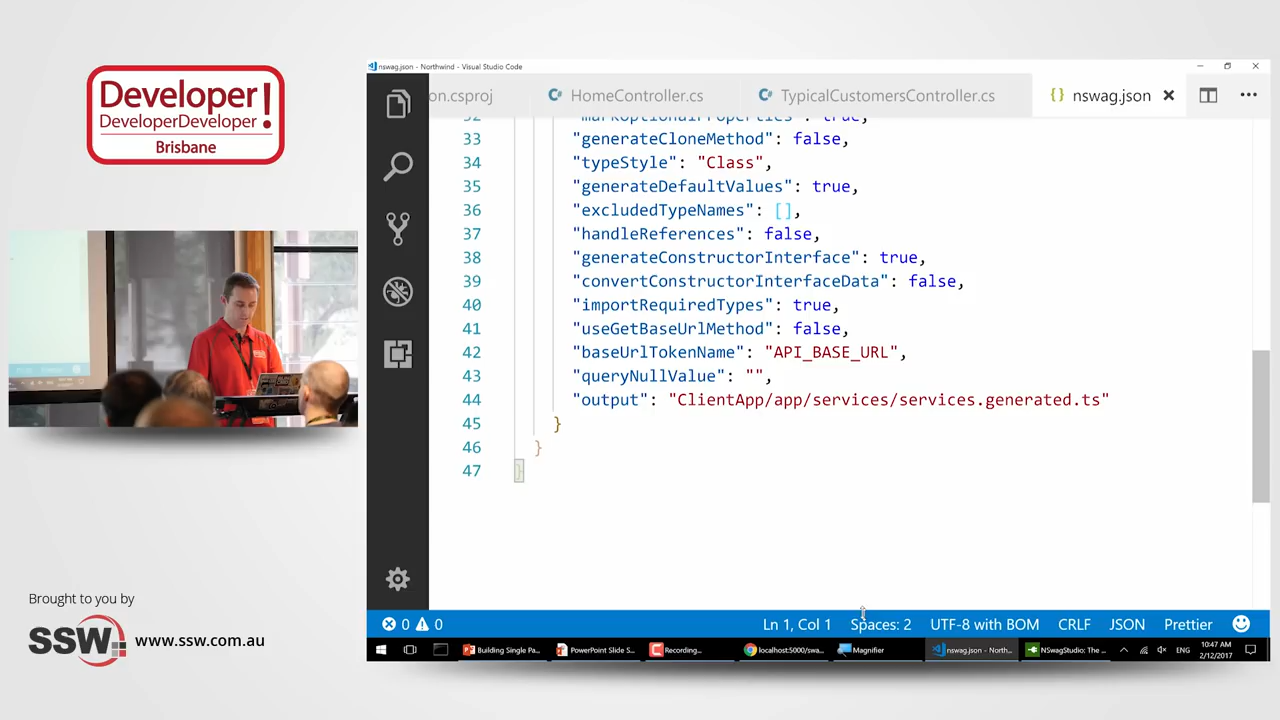 Developer!
DeveloperDeveloper
Brisbane
Brought to you by
SSW
www.ssw.com.au
nswag.json - Northwind - Visual Studio Code
on.csproj
HomeController.cs
TypicalCustomersController.cs
{ } nswag.json
32 "markOptionalProperties": true,
33 "generateCloneMethod": false,
34 "typeStyle": "Class",
35 "generateDefaultValues": true,
36 "excludedTypeNames": [],
37 "handleReferences": false,
38 "generateConstructorInterface": true,
39 "convertConstructorInterfaceData": false,
40 "importRequiredTypes": true,
41 "useGetBaseUrlMethod": false,
42 "baseUrlTokenName": "API_BASE_URL",
43 "queryNullValue": "",
44 "output": "ClientApp/app/services/services.generated.ts"
45 }
46 }
47 }
0 0 Ln 1, Col 1 Spaces: 2 UTF-8 with BOM CRLF JSON Prettier
Building Single Pa...
PowerPoint Slide S...
Recording...
localhost:5000/swa...
Magnifier
nswag.json - North...
NSwagStudio: The ...
ENG
10:47 AM
2/12/2017